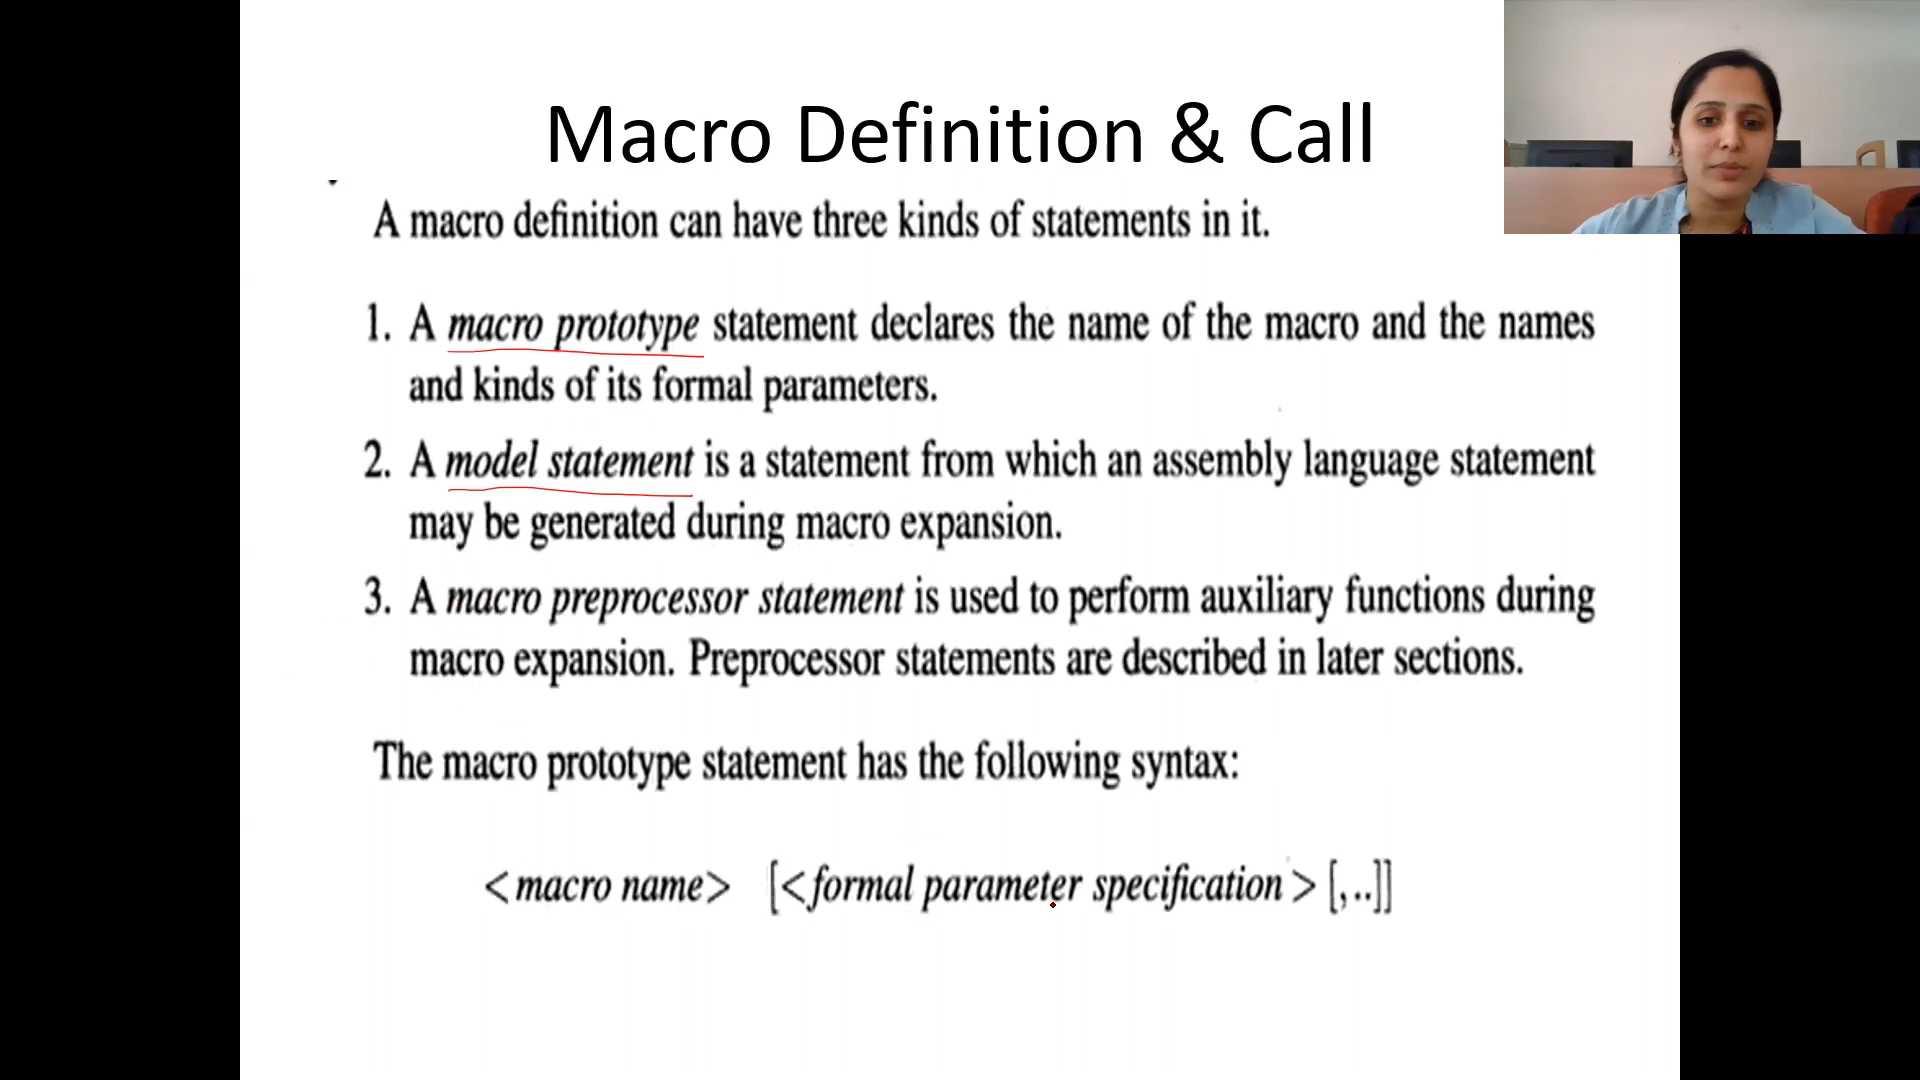 Macro Definition & Call
A macro definition can have three kinds of statements in it.
1. A macro prototype statement declares the name of the macro and the names
and kinds of its formal parameters.
2. A model statement is a statement from which an assembly language statement
may be generated during macro expansion.
3. A macro preprocessor statement is used to perform auxiliary functions during
macro expansion. Preprocessor statements are described in later sections.
The macro prototype statement has the following syntax:
<macro name> [<formal parameter specification>[,..]]